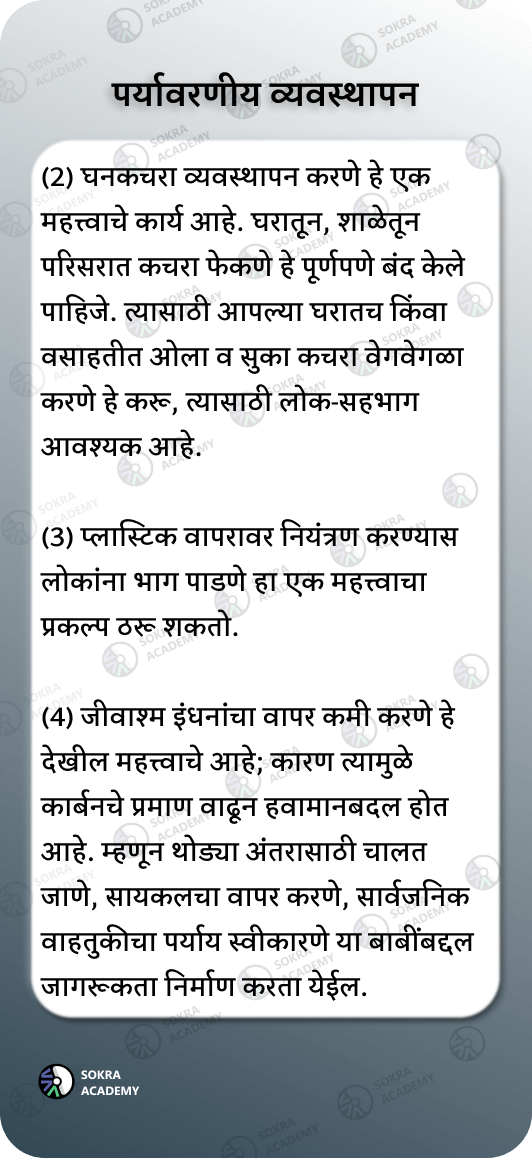 पर्यावरणीय व्यवस्थापन
(2) घनकचरा व्यवस्थापन करणे हे एक
महत्त्वाचे कार्य आहे. घरातून, शाळेतून
परिसरात कचरा फेकणे हे पूर्णपणे बंद केले
पाहिजे. त्यासाठी आपल्या घरातच किंवा
वसाहतीत ओला व सुका कचरा वेगवेगळा
करणे हे करू, त्यासाठी लोक-सहभाग
आवश्यक आहे.
(3) प्लास्टिक वापरावर नियंत्रण करण्यास
लोकांना भाग पाडणे हा एक महत्त्वाचा
प्रकल्प ठरू शकतो.
(4) जीवाश्म इंधनांचा वापर कमी करणे हे
देखील महत्त्वाचे आहे; कारण त्यामुळे
कार्बनचे प्रमाण वाढून हवामानबदल होत
आहे. म्हणून थोड्या अंतरासाठी चालत
जाणे, सायकलचा वापर करणे, सार्वजनिक
वाहतुकीचा पर्याय स्वीकारणे या बाबींबद्दल
जागरूकता निर्माण करता येईल.
SOKRA
ACADEMY